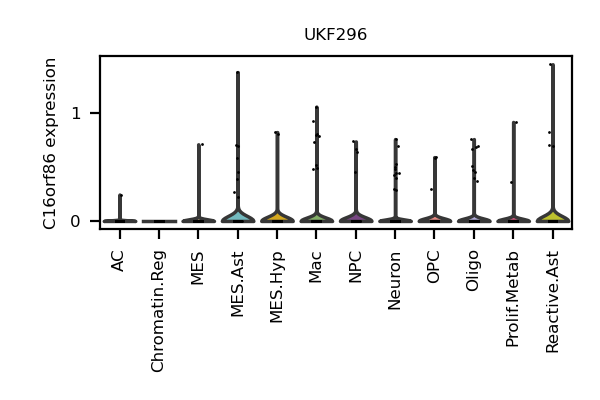 UKF296
C16orf86 expression
1
0
AC
Chromatin.Reg
MES
MES.Ast
MES.Hyp
Mac
NPC
Neuron
OPC
Oligo
Prolif.Metab
Reactive.Ast